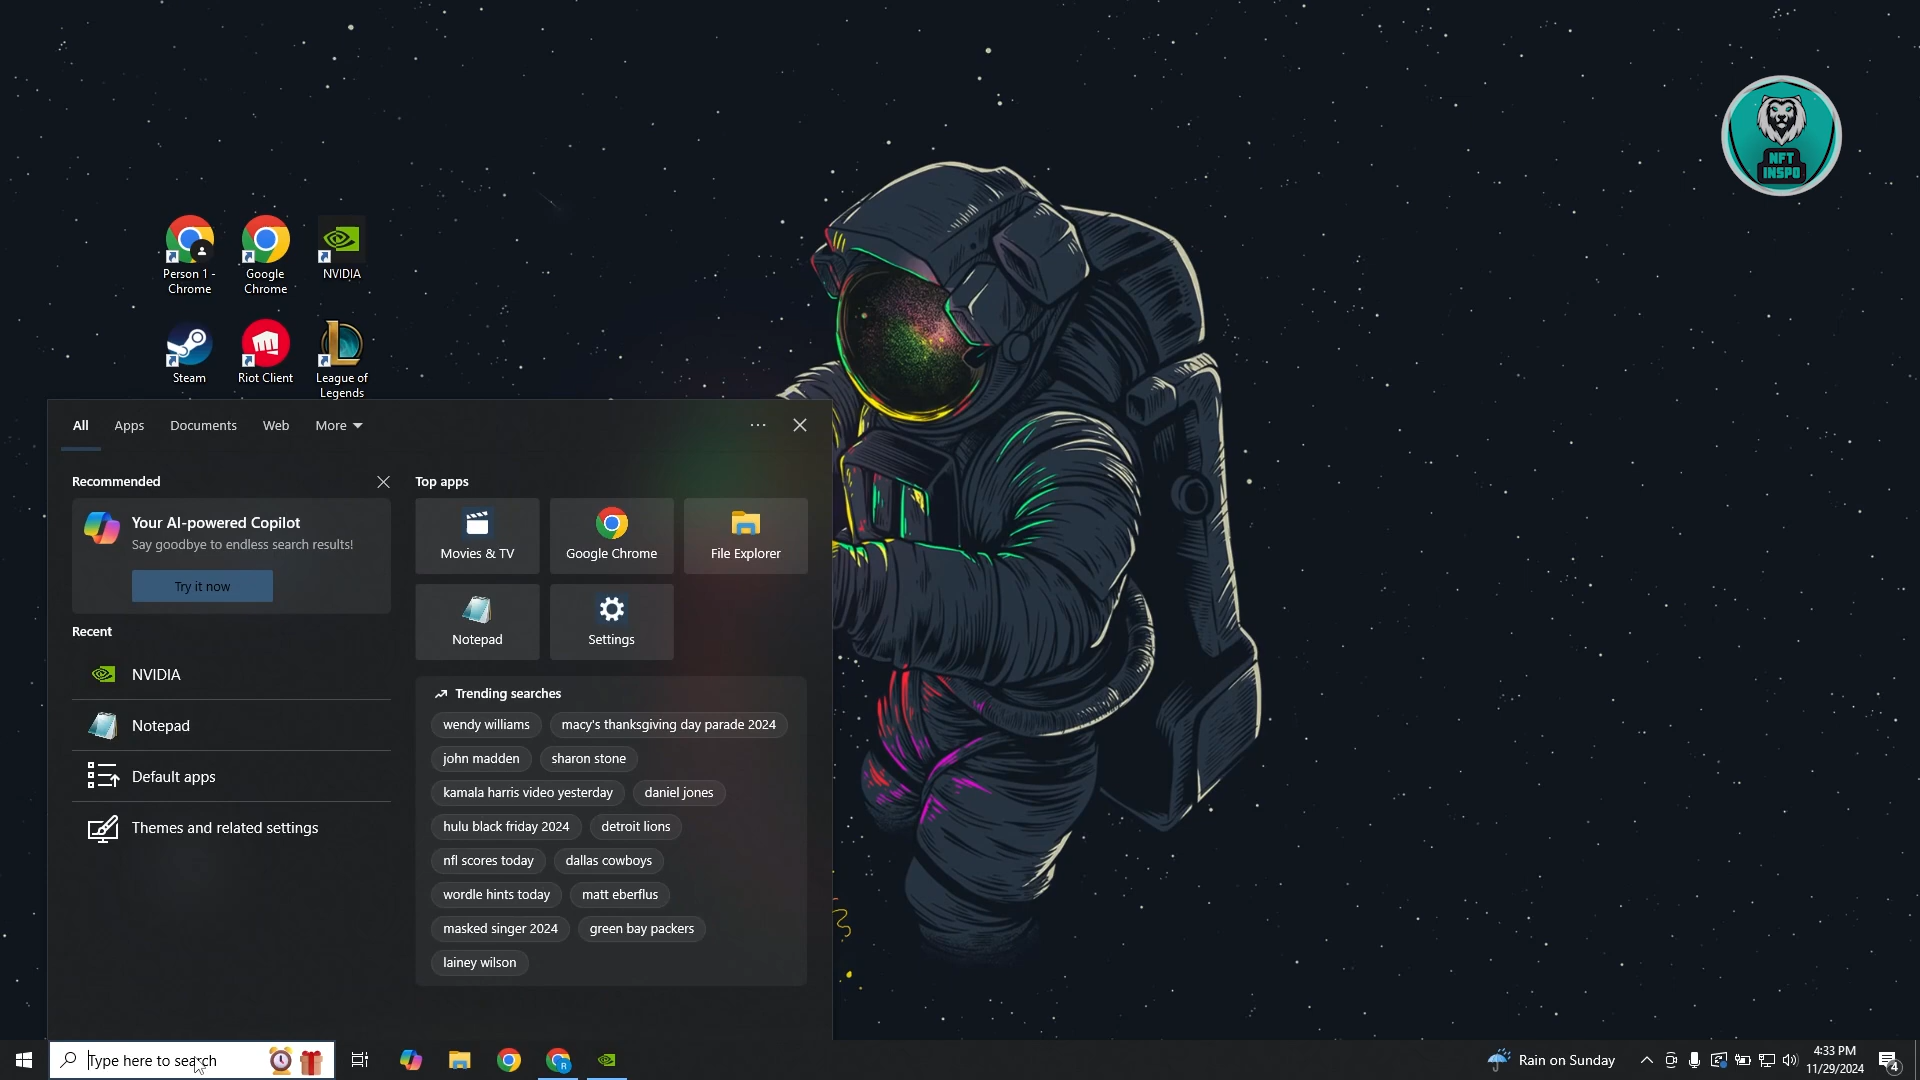 NFT
INSPO
Person 1 -
Chrome
Google
Chrome
NVIDIA
Steam
Riot Client
League of
Legends
All
Apps
Documents
Web
More
Recommended
Your AI-powered Copilot
Say goodbye to endless search results!
Try it now
Recent
NVIDIA
Notepad
Default apps
Themes and related settings
Top apps
Movies & TV
Google Chrome
File Explorer
Notepad
Settings
Trending searches
wendy williams
macy's thanksgiving day parade 2024
john madden
sharon stone
kamala harris video yesterday
daniel jones
hulu black friday 2024
detroit lions
nfl scores today
dallas cowboys
wordle hints today
matt eberflus
masked singer 2024
green bay packers
lainey wilson
Type here to search
R
Rain on Sunday
4:33 PM
11/29/2024
4